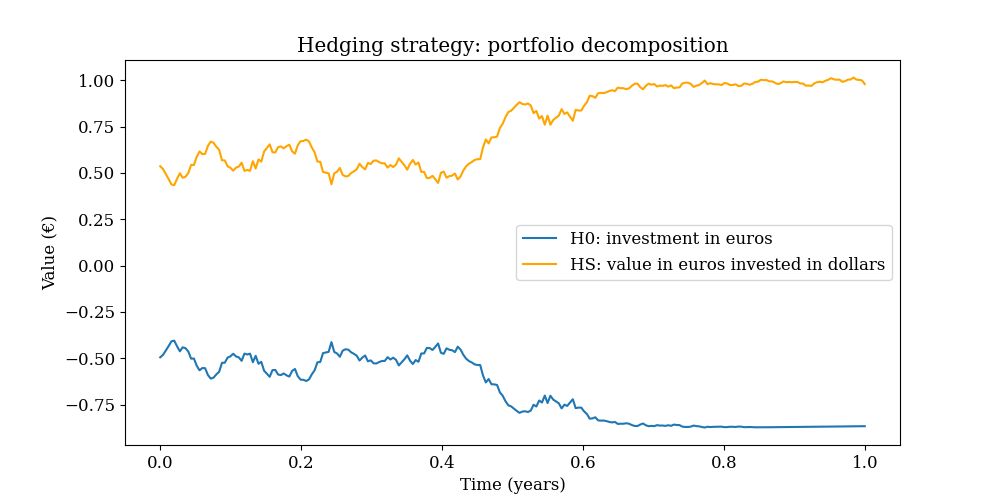 Hedging strategy: portfolio decomposition
1.00
0.75
0.50
0.25
0.00
−0.25
−0.50
−0.75
Value (€)
H0: investment in euros
HS: value in euros invested in dollars
0.0 0.2 0.4 0.6 0.8 1.0
Time (years)